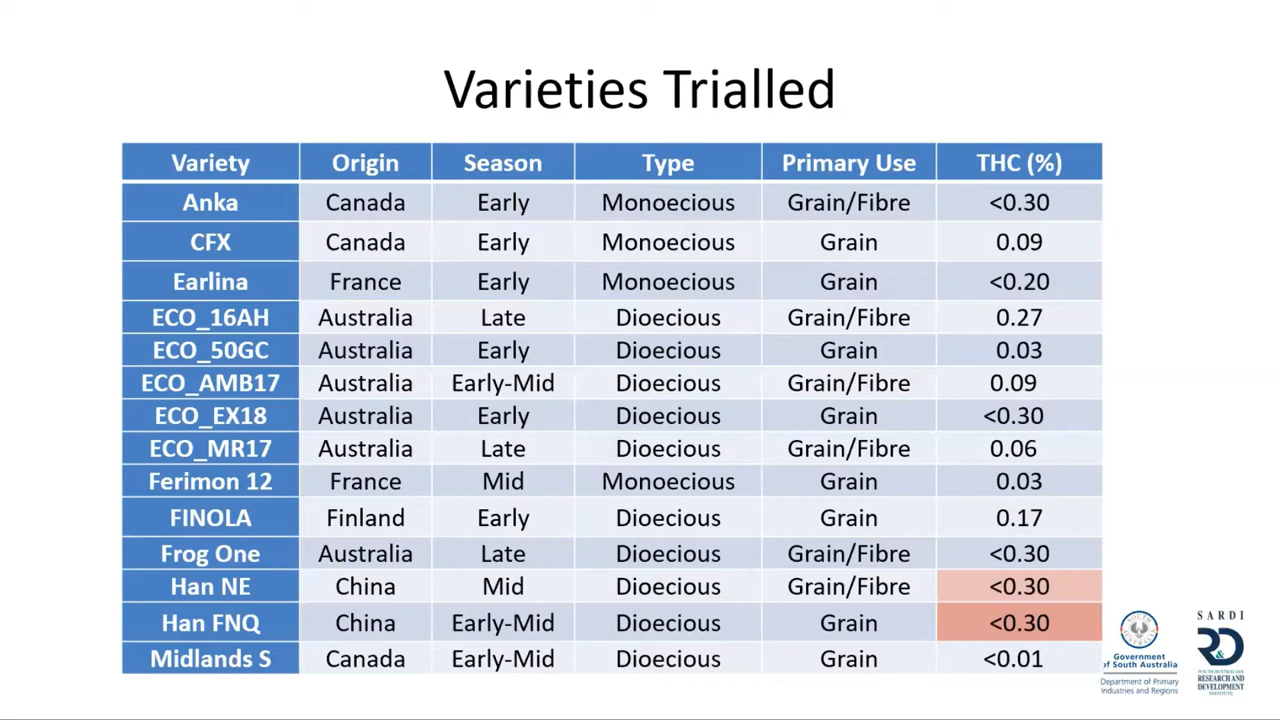 Varieties Trialled
Variety Origin Season Type Primary Use THC (%)
Anka Canada Early Monoecious Grain/Fibre <0.30
CFX Canada Early Monoecious Grain 0.09
Earlina France Early Monoecious Grain <0.20
ECO_16AH Australia Late Dioecious Grain/Fibre 0.27
ECO_50GC Australia Early Dioecious Grain 0.03
ECO_AMB17 Australia Early-Mid Dioecious Grain/Fibre 0.09
ECO_EX18 Australia Early Dioecious Grain <0.30
ECO_MR17 Australia Late Dioecious Grain/Fibre 0.06
Ferimon 12 France Mid Monoecious Grain 0.03
FINOLA Finland Early Dioecious Grain 0.17
Frog One Australia Late Dioecious Grain/Fibre <0.30
Han NE China Mid Dioecious Grain/Fibre <0.30
Han FNQ China Early-Mid Dioecious Grain <0.30
Midlands S Canada Early-Mid Dioecious Grain <0.01
Government
of South Australia
Department of Primary
Industries and Regions
SARDI
R&D
SOUTH AUSTRALIAN
RESEARCH AND
DEVELOPMENT
INSTITUTE